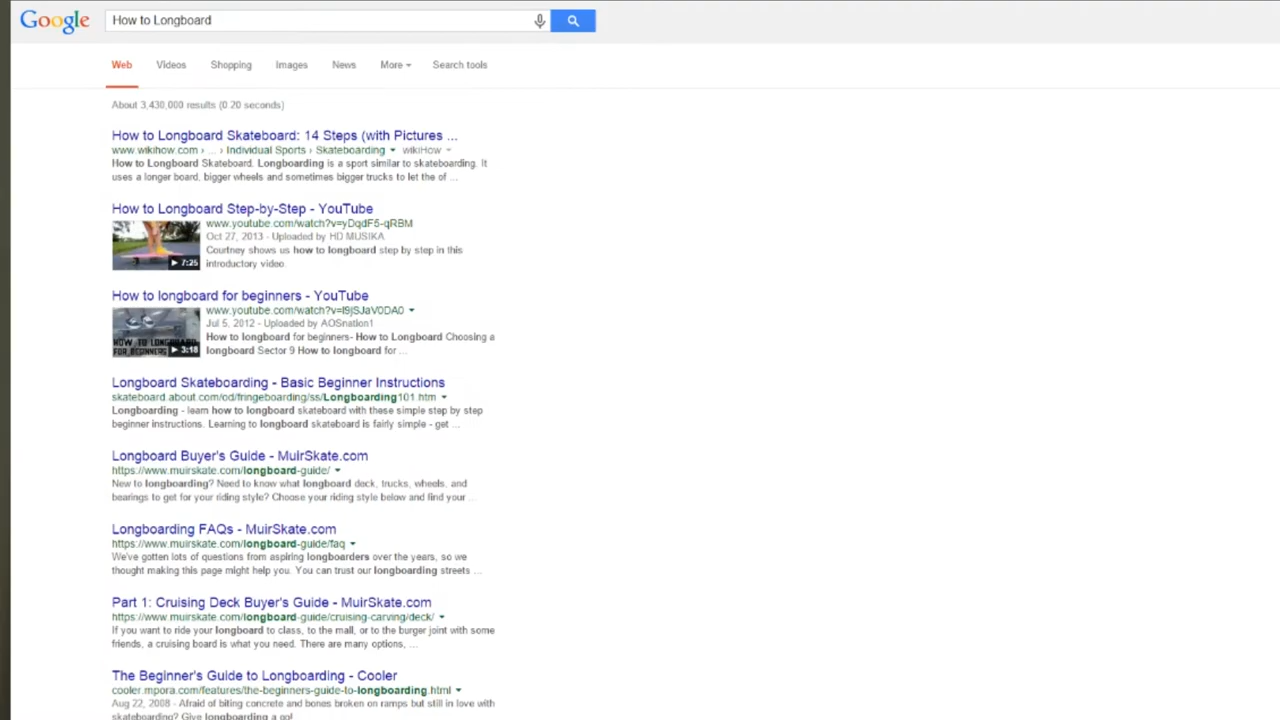 Google
How to Longboard
Web Videos Shopping Images News More Search tools
About 3,430,000 results (0.20 seconds)
How to Longboard Skateboard: 14 Steps (with Pictures ...
www.wikihow.com › ... › Individual Sports › Skateboarding wikiHow
How to Longboard Skateboard. Longboarding is a sport similar to skateboarding. It
uses a longer board, bigger wheels and sometimes bigger trucks to let the of ...
How to Longboard Step-by-Step - YouTube
www.youtube.com/watch?v=yDqdF5-qRBM
Oct 27, 2013 - Uploaded by HD MUSIKA
Courtney shows us how to longboard step by step in this
introductory video.
7:25
How to longboard for beginners - YouTube
www.youtube.com/watch?v=I9jSJaV0DA0
Jul 5, 2012 - Uploaded by AOSnation1
How to longboard for beginners- How to Longboard Choosing a
longboard Sector 9 How to longboard for ...
HOW TO LONGBOARD
FOR BEGINNERS
3:18
Longboard Skateboarding - Basic Beginner Instructions
skateboard.about.com/od/fringeboarding/ss/Longboarding101.htm
Longboarding - learn how to longboard skateboard with these simple step by step
beginner instructions. Learning to longboard skateboard is fairly simple - get ...
Longboard Buyer's Guide - MuirSkate.com
https://www.muirskate.com/longboard-guide/
New to longboarding? Need to know what longboard deck, trucks, wheels, and
bearings to get for your riding style? Choose your riding style below and find your ...
Longboarding FAQs - MuirSkate.com
https://www.muirskate.com/longboard-guide/faq
We've gotten lots of questions from aspiring longboarders over the years, so we
thought making this page might help you. You can trust our longboarding streets ...
Part 1: Cruising Deck Buyer's Guide - MuirSkate.com
https://www.muirskate.com/longboard-guide/cruising-carving/deck/
If you want to ride your longboard to class, to the mall, or to the burger joint with some
friends, a cruising board is what you need. There are many options, ...
The Beginner's Guide to Longboarding - Cooler
cooler.mpora.com/features/the-beginners-guide-to-longboarding.html
Aug 22, 2008 - Afraid of biting concrete and bones broken on ramps but still in love with
skateboarding? Give longboarding a go!